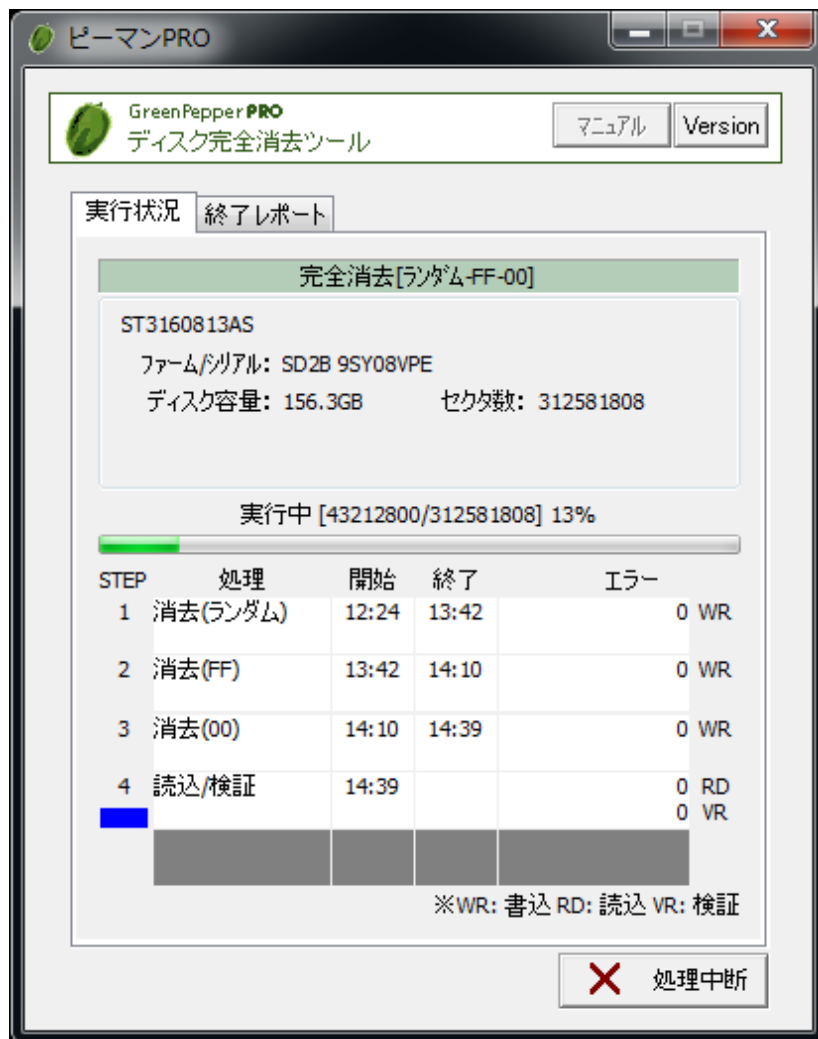 ピーマンPRO
GreenPepper PRO
ディスク完全消去ツール
マニュアル Version
実行状況 終了レポート
完全消去[ランダム-FF-00]
ST3160813AS
ファーム/シリアル: SD2B 9SY08VPE
ディスク容量: 156.3GB セクタ数: 312581808
実行中 [43212800/312581808] 13%
STEP 処理 開始 終了 エラー
1 消去(ランダム) 12:24 13:42 0 WR
2 消去(FF) 13:42 14:10 0 WR
3 消去(00) 14:10 14:39 0 WR
4 読込/検証 14:39 0 RD
0 VR
※WR: 書込 RD: 読込 VR: 検証
処理中断